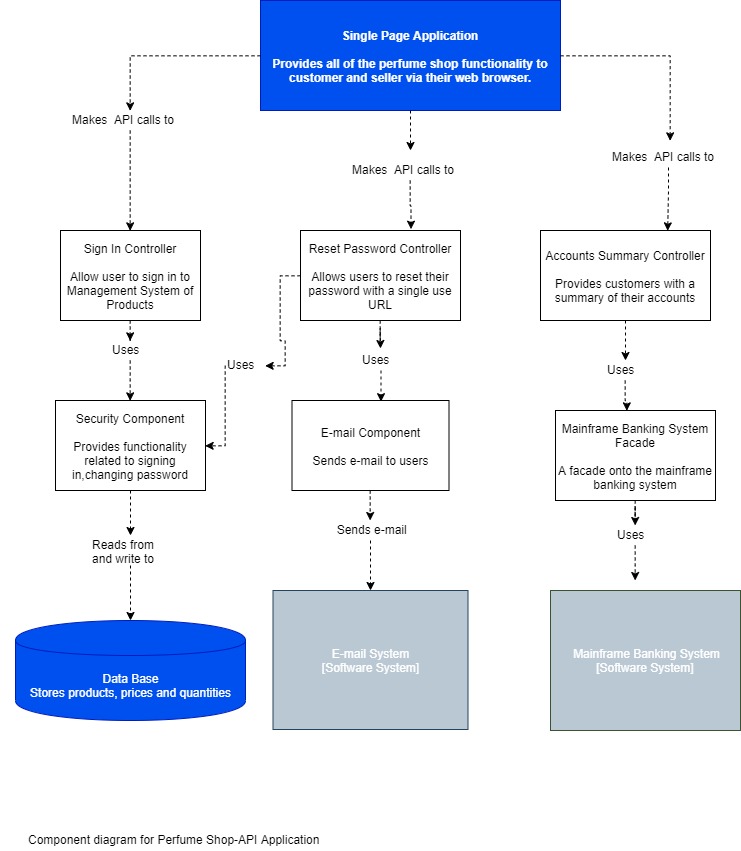 Single Page Application
Provides all of the perfume shop functionality to
customer and seller via their web browser.
Makes  API calls to
Makes  API calls to
Makes  API calls to
Sign In Controller
Allow user to sign in to
Management System of
Products
Reset Password Controller
Allows users to reset their
password with a single use
URL
Accounts Summary Controller
Provides customers with a
summary of their accounts
Uses
Uses
Uses
Uses
Security Component
Provides functionality
related to signing
in,changing password
E-mail Component
Sends e-mail to users
Mainframe Banking System
Facade
A facade onto the mainframe
banking system
Reads from
and write to
Sends e-mail
Uses
Data Base
Stores products, prices and quantities
E-mail System
[Software System]
Mainframe Banking System
[Software System]
Component diagram for Perfume Shop-API Application